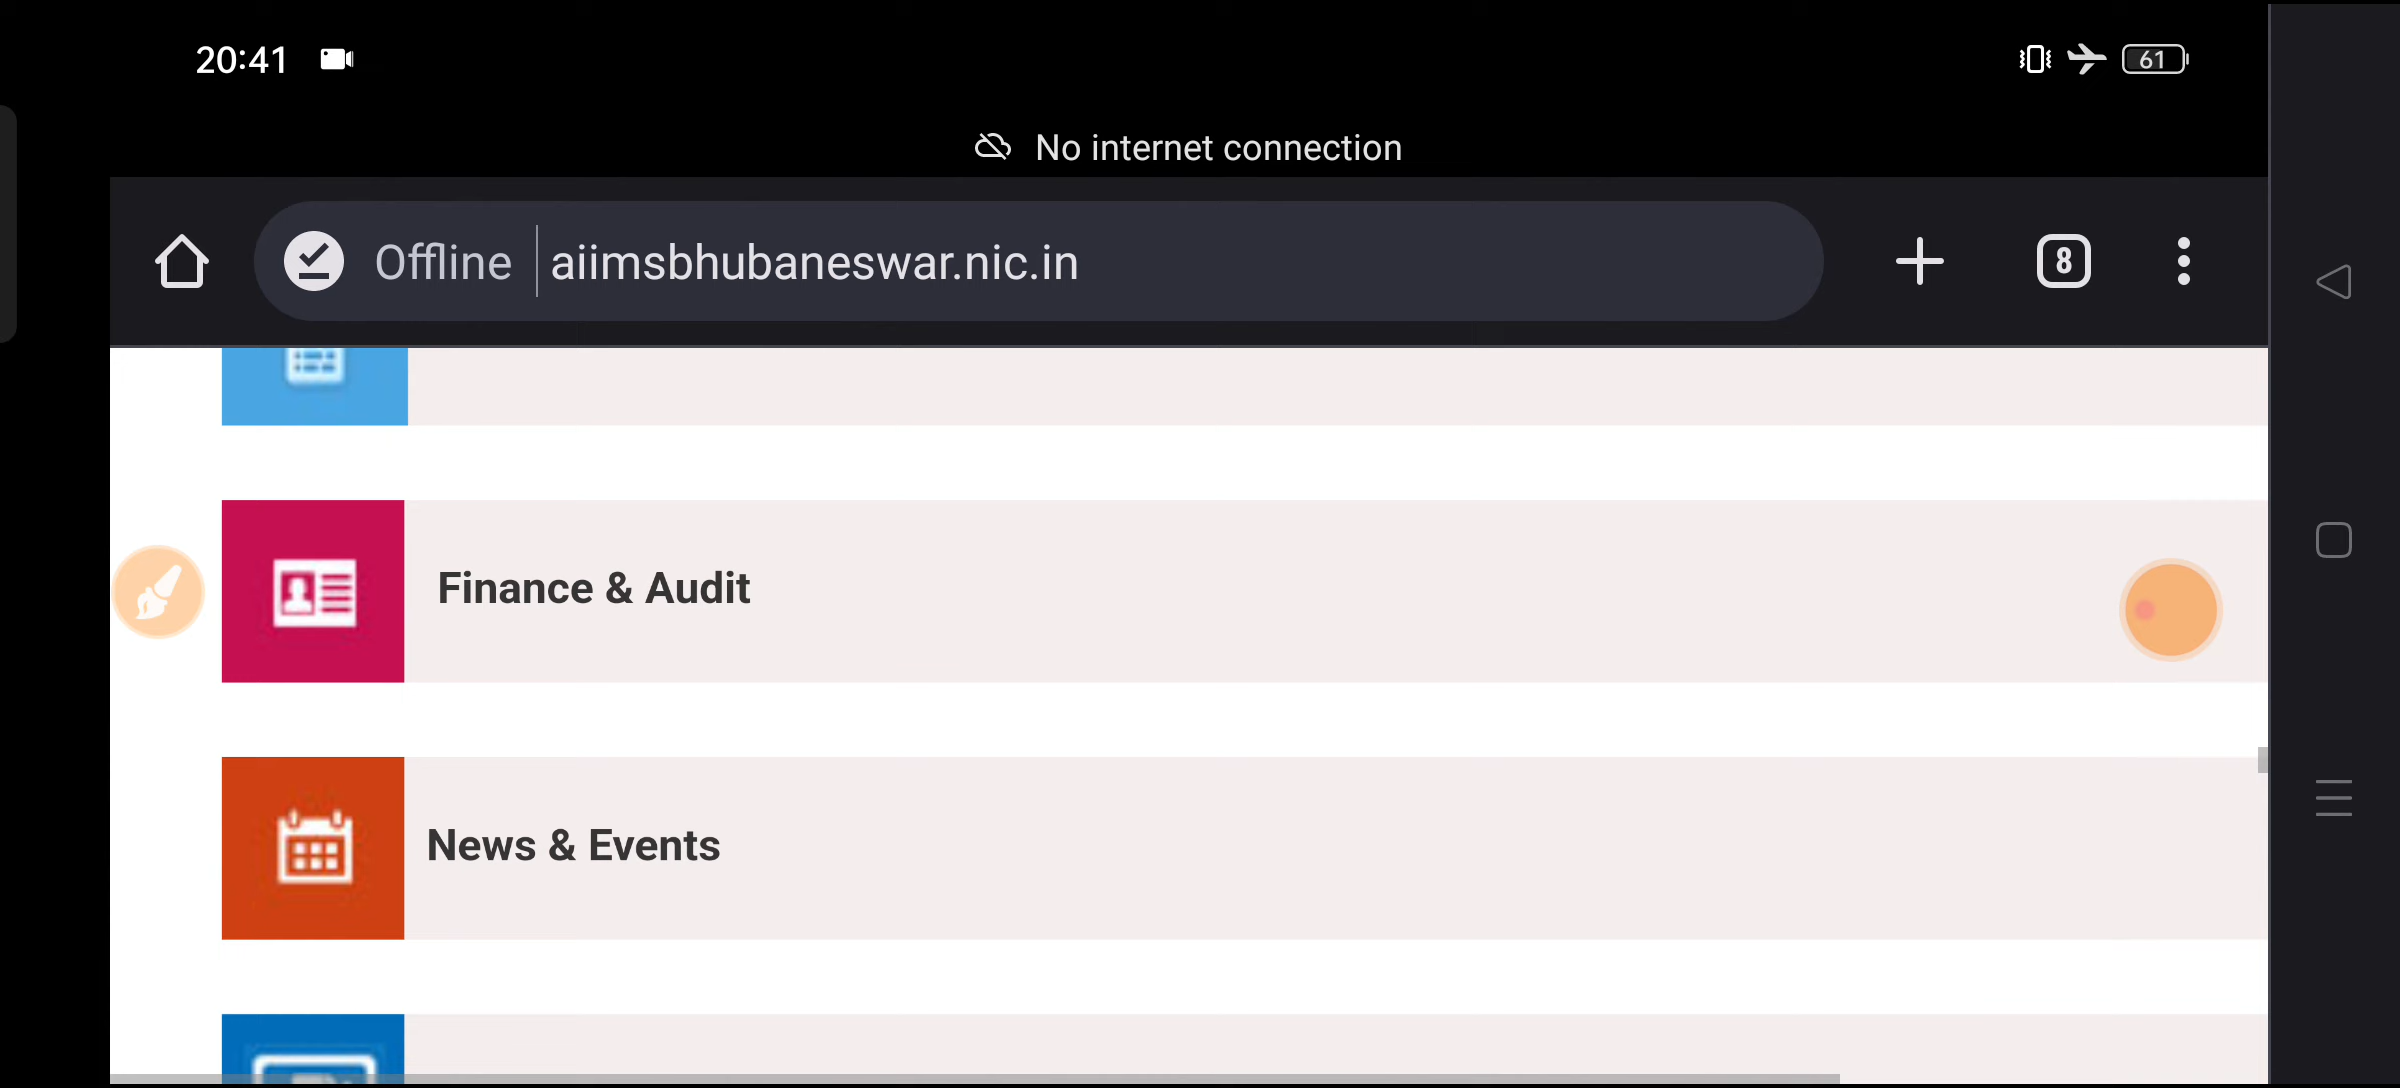 20:41
61
No internet connection
Offline aiimsbhubaneswar.nic.in
8
Finance & Audit
News & Events